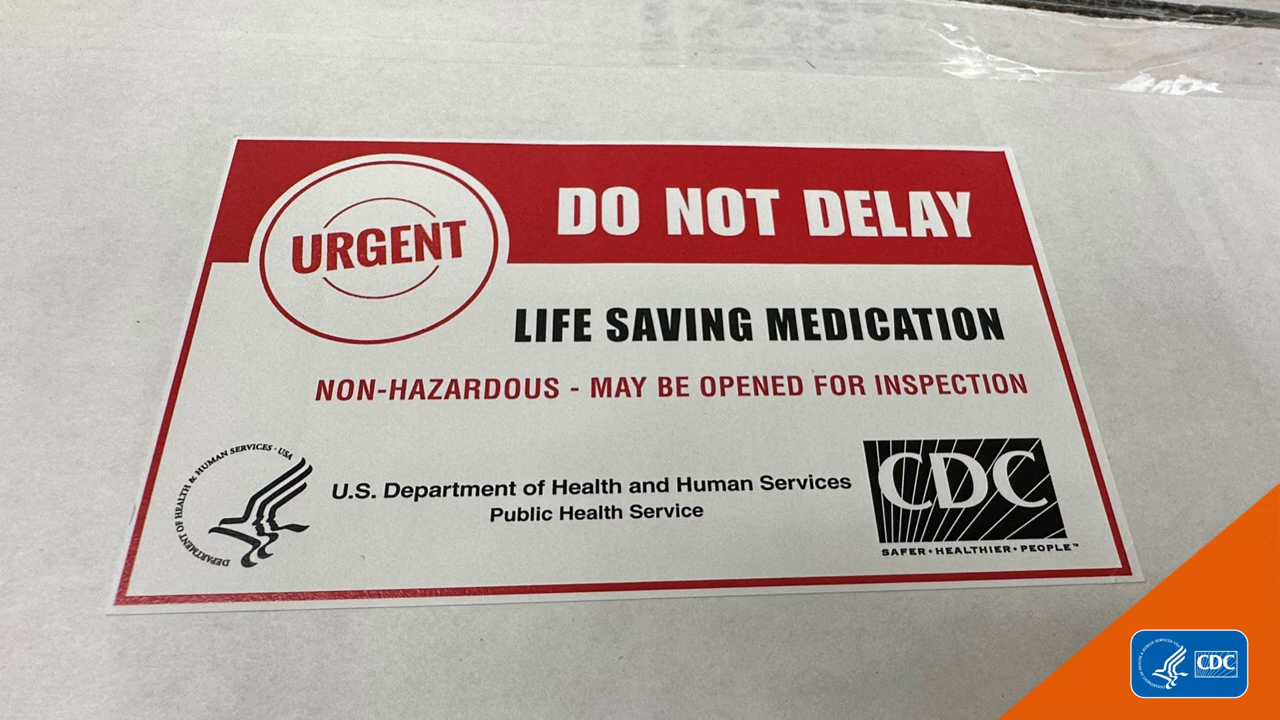 URGENT
DO NOT DELAY
LIFE SAVING MEDICATION
NON-HAZARDOUS - MAY BE OPENED FOR INSPECTION
DEPARTMENT OF HEALTH & HUMAN SERVICES · USA
U.S. Department of Health and Human Services
Public Health Service
CDC
SAFER • HEALTHIER • PEOPLE™
CDC